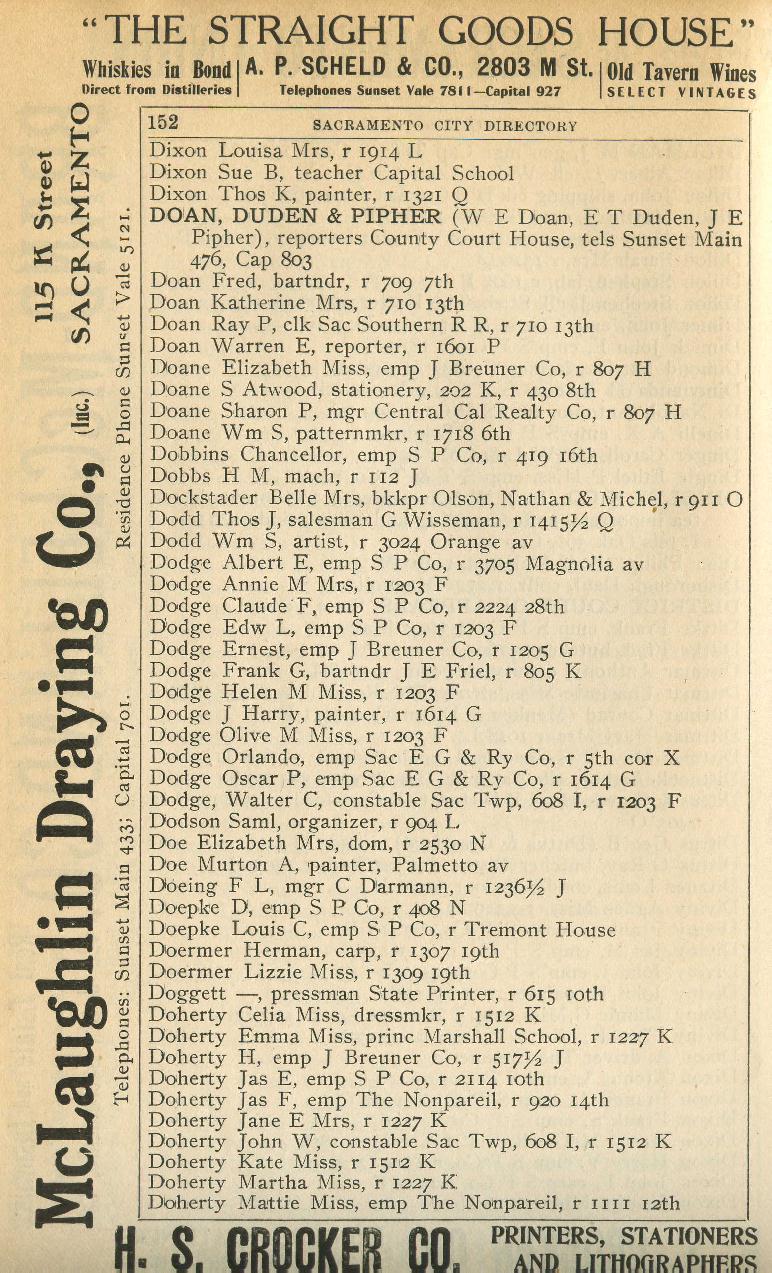 "THE STRAIGHT GOODS HOUSE"
Whiskies in Bond
Direct from Distilleries
A. P. SCHELD & CO., 2803 M St.
Telephones Sunset Vale 7811—Capital 927
Old Tavern Wines
SELECT VINTAGES
McLaughlin Draying Co., (Inc.)
115 K Street
SACRAMENTO
Telephones: Sunset Main 433; Capital 701. Residence Phone Sunset Vale 5121.
152 SACRAMENTO CITY DIRECTORY
Dixon Louisa Mrs, r 1914 L
Dixon Sue B, teacher Capital School
Dixon Thos K, painter, r 1321 Q
DOAN, DUDEN & PIPHER (W E Doan, E T Duden, J E
Pipher), reporters County Court House, tels Sunset Main
476, Cap 803
Doan Fred, bartndr, r 709 7th
Doan Katherine Mrs, r 710 13th
Doan Ray P, clk Sac Southern R R, r 710 13th
Doan Warren E, reporter, r 1601 P
Doane Elizabeth Miss, emp J Breuner Co, r 807 H
Doane S Atwood, stationery, 202 K, r 430 8th
Doane Sharon P, mgr Central Cal Realty Co, r 807 H
Doane Wm S, patternmkr, r 1718 6th
Dobbins Chancellor, emp S P Co, r 419 16th
Dobbs H M, mach, r 112 J
Dockstader Belle Mrs, bkkpr Olson, Nathan & Michel, r 911 O
Dodd Thos J, salesman G Wisseman, r 1415½ Q
Dodd Wm S, artist, r 3024 Orange av
Dodge Albert E, emp S P Co, r 3705 Magnolia av
Dodge Annie M Mrs, r 1203 F
Dodge Claude F, emp S P Co, r 2224 28th
Dodge Edw L, emp S P Co, r 1203 F
Dodge Ernest, emp J Breuner Co, r 1205 G
Dodge Frank G, bartndr J E Friel, r 805 K
Dodge Helen M Miss, r 1203 F
Dodge J Harry, painter, r 1614 G
Dodge Olive M Miss, r 1203 F
Dodge Orlando, emp Sac E G & Ry Co, r 5th cor X
Dodge Oscar P, emp Sac E G & Ry Co, r 1614 G
Dodge, Walter C, constable Sac Twp, 608 I, r 1203 F
Dodson Saml, organizer, r 904 L
Doe Elizabeth Mrs, dom, r 2530 N
Doe Murton A, painter, Palmetto av
Doeing F L, mgr C Darmann, r 1236½ J
Doepke D, emp S P Co, r 408 N
Doepke Louis C, emp S P Co, r Tremont House
Doermer Herman, carp, r 1307 19th
Doermer Lizzie Miss, r 1309 19th
Doggett —, pressman State Printer, r 615 10th
Doherty Celia Miss, dressmkr, r 1512 K
Doherty Emma Miss, princ Marshall School, r 1227 K
Doherty H, emp J Breuner Co, r 517½ J
Doherty Jas E, emp S P Co, r 2114 10th
Doherty Jas F, emp The Nonpareil, r 920 14th
Doherty Jane E Mrs, r 1227 K
Doherty John W, constable Sac Twp, 608 I, r 1512 K
Doherty Kate Miss, r 1512 K
Doherty Martha Miss, r 1227 K
Doherty Mattie Miss, emp The Nonpareil, r 1111 12th
H. S. CROCKER CO.
PRINTERS, STATIONERS
AND LITHOGRAPHERS